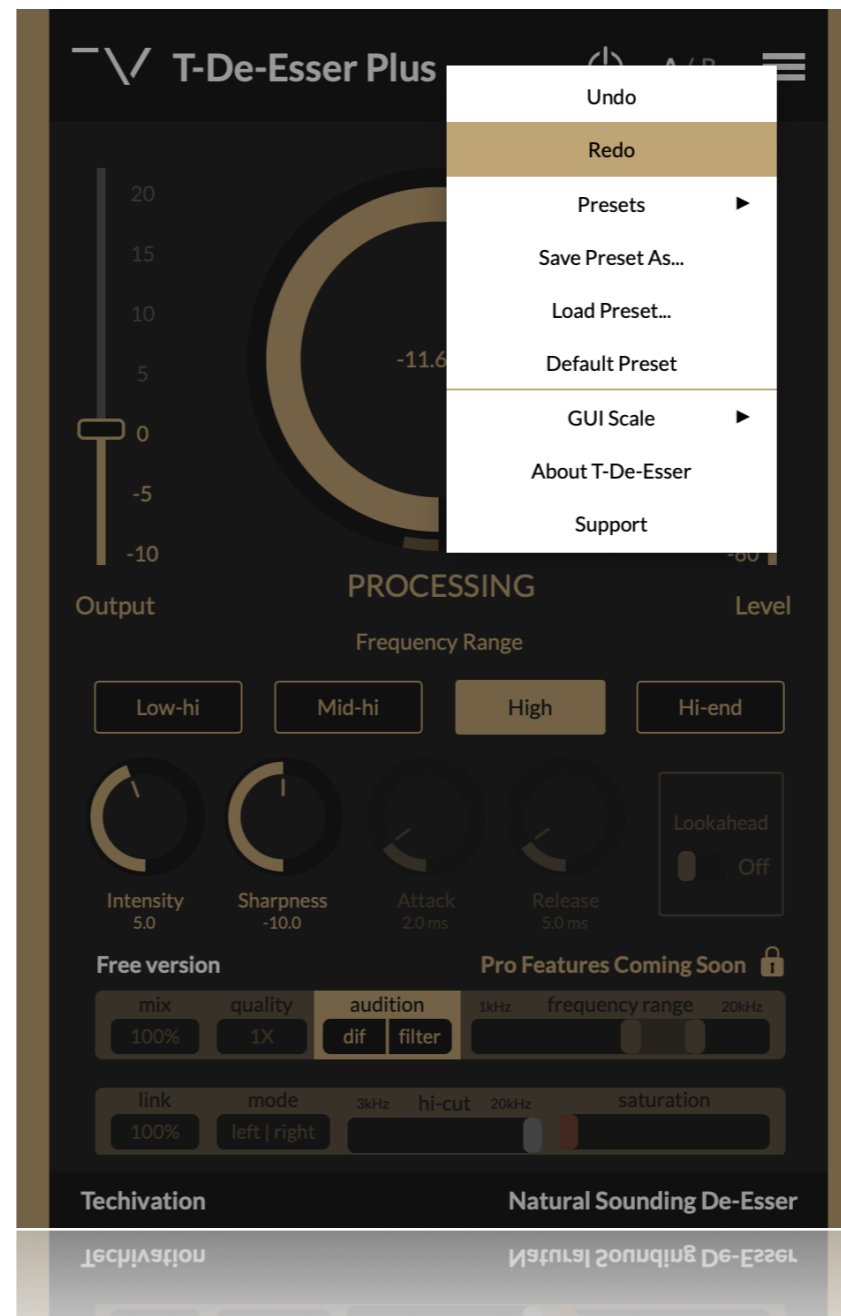 T-De-Esser Plus
Undo
Redo
Presets
Save Preset As...
Load Preset...
Default Preset
GUI Scale
About T-De-Esser
Support
20
15
10
5
0
-5
-10
Output
-11.6
PROCESSING
Level
Frequency Range
Low-hi Mid-hi High Hi-end
Lookahead
Off
Intensity Sharpness Attack Release
5.0 -10.0 2.0 ms 5.0 ms
Free version Pro Features Coming Soon
mix quality audition 1kHz frequency range 20kHz
100% 1X dif filter
link mode 3kHz hi-cut 20kHz saturation
100% left | right
Techivation Natural Sounding De-Esser